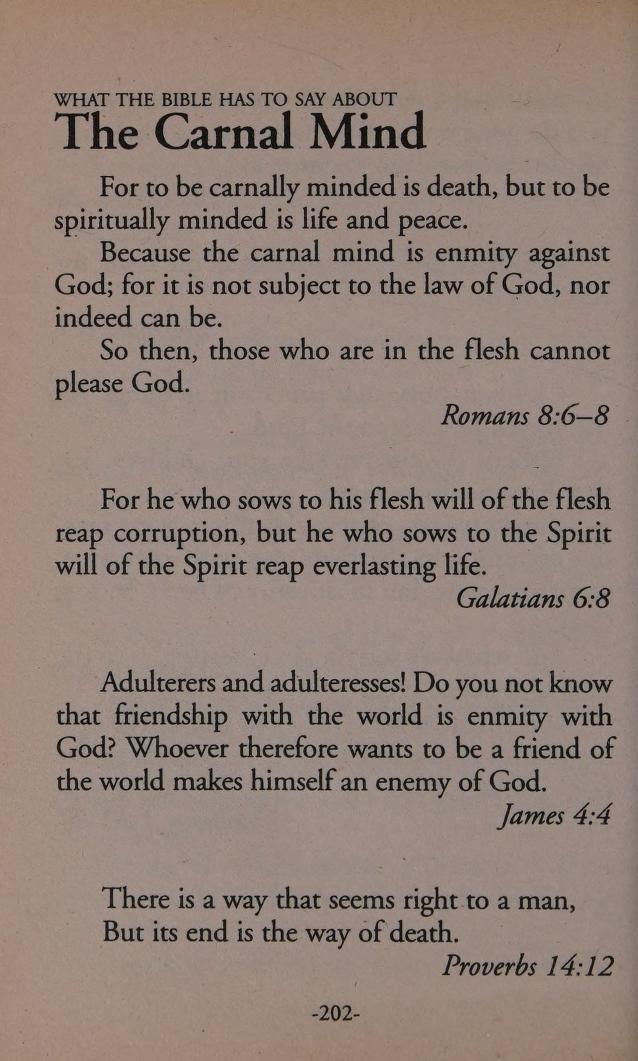 WHAT THE BIBLE HAS TO SAY ABOUT
The Carnal Mind
For to be carnally minded is death, but to be
spiritually minded is life and peace.
Because the carnal mind is enmity against
God; for it is not subject to the law of God, nor
indeed can be.
So then, those who are in the flesh cannot
please God.
Romans 8:6–8
For he who sows to his flesh will of the flesh
reap corruption, but he who sows to the Spirit
will of the Spirit reap everlasting life.
Galatians 6:8
Adulterers and adulteresses! Do you not know
that friendship with the world is enmity with
God? Whoever therefore wants to be a friend of
the world makes himself an enemy of God.
James 4:4
There is a way that seems right to a man,
But its end is the way of death.
Proverbs 14:12
-202-